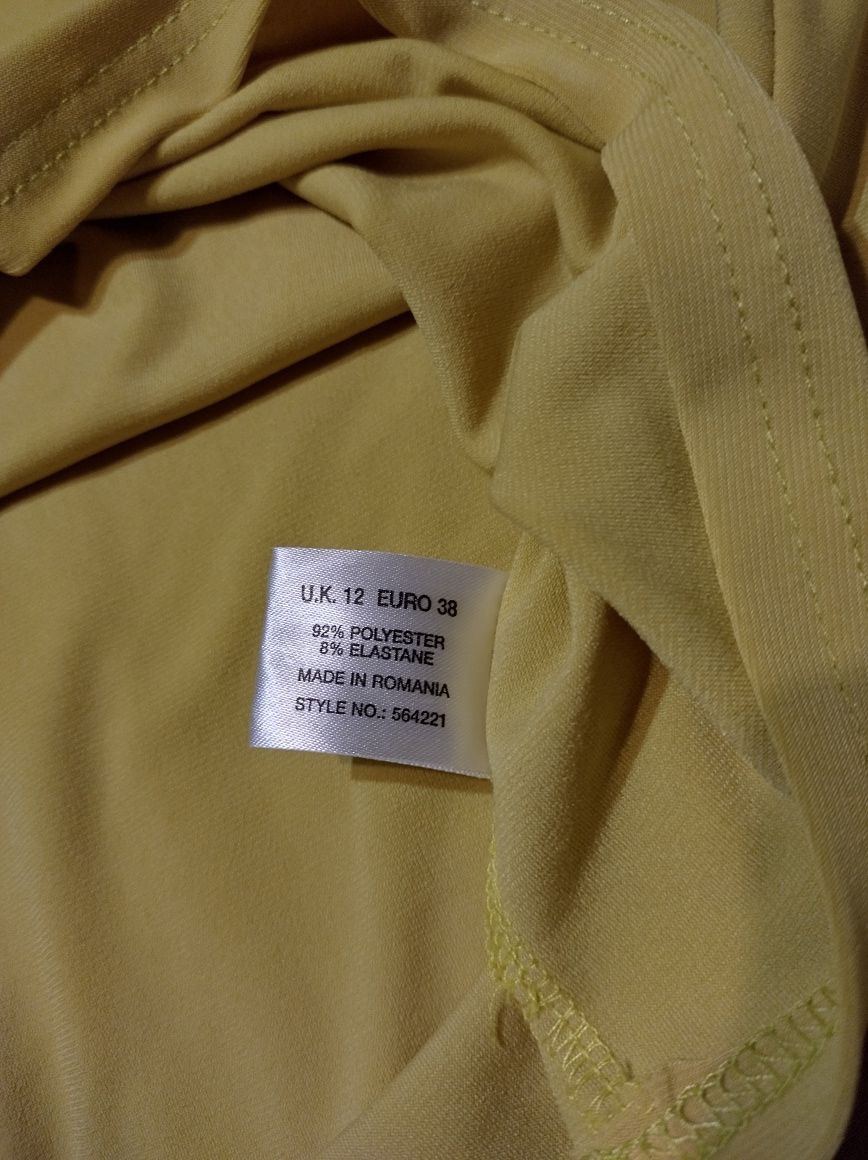 U.K. 12 EURO 38
92% POLYESTER
8% ELASTANE
MADE IN ROMANIA
STYLE NO.: 564221